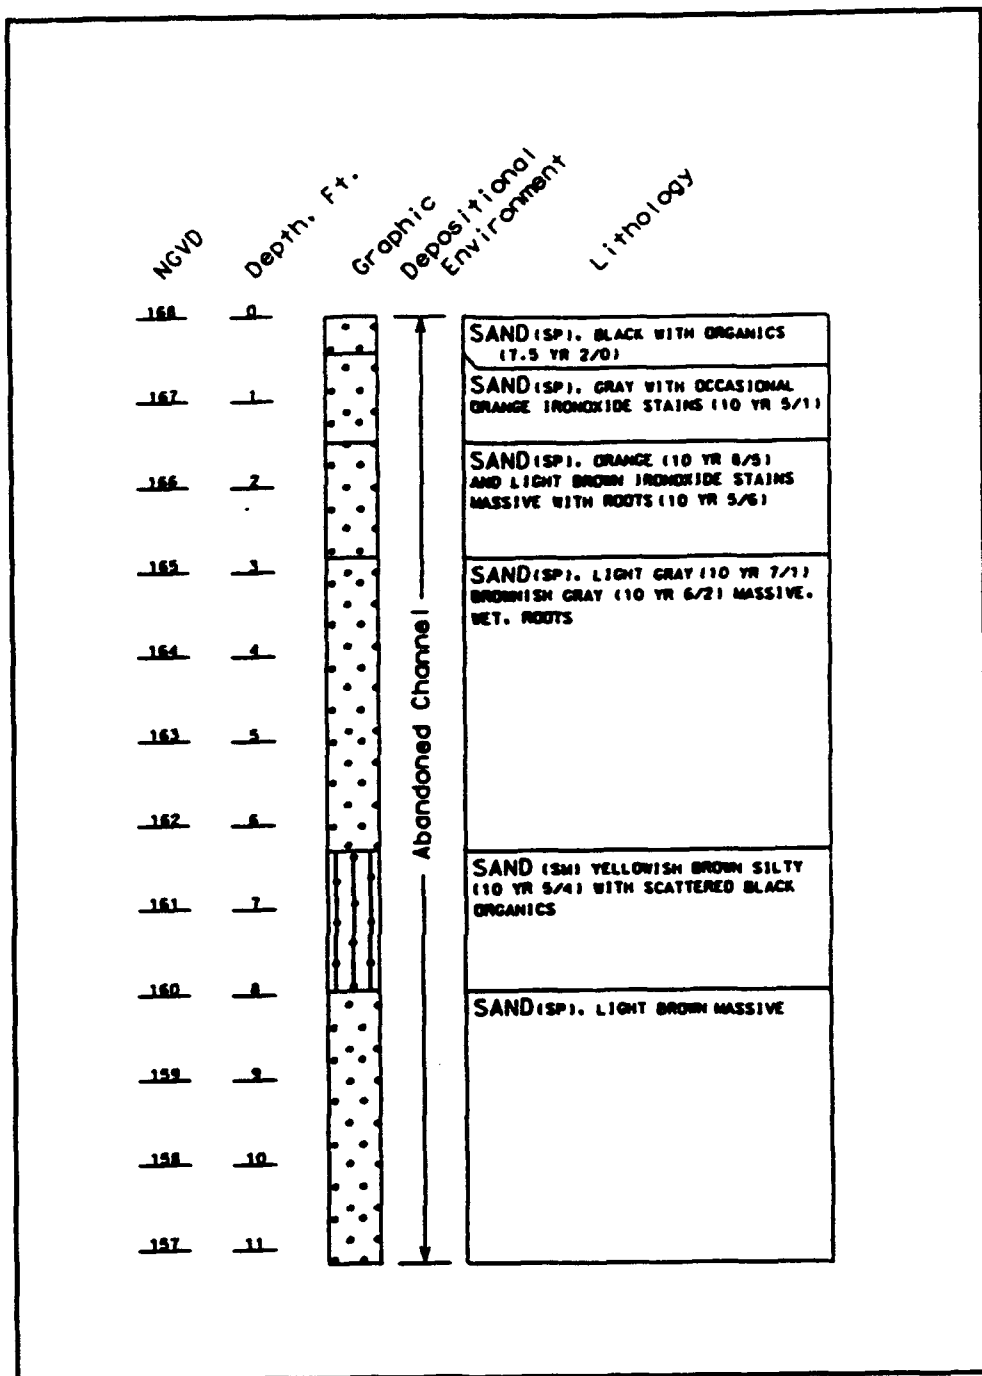 NGVD
Depth. Ft.
Graphic
Depositional
Environment
Lithology
168 0
SAND (SP). BLACK WITH ORGANICS
(7.5 YR 2/0)
167 1
SAND (SP). GRAY WITH OCCASIONAL
ORANGE IRONOXIDE STAINS (10 YR 5/1)
166 2
SAND (SP). ORANGE (10 YR 6/5)
AND LIGHT BROWN IRONOXIDE STAINS
MASSIVE WITH ROOTS (10 YR 5/6)
165 3
SAND (SP). LIGHT GRAY (10 YR 7/1)
BROWNISH GRAY (10 YR 6/2) MASSIVE.
WET. ROOTS
164 4
163 5
162 6
Abandoned Channel
161 7
SAND (SM) YELLOWISH BROWN SILTY
(10 YR 5/4) WITH SCATTERED BLACK
ORGANICS
160 8
SAND (SP). LIGHT BROWN MASSIVE
159 9
158 10
157 11